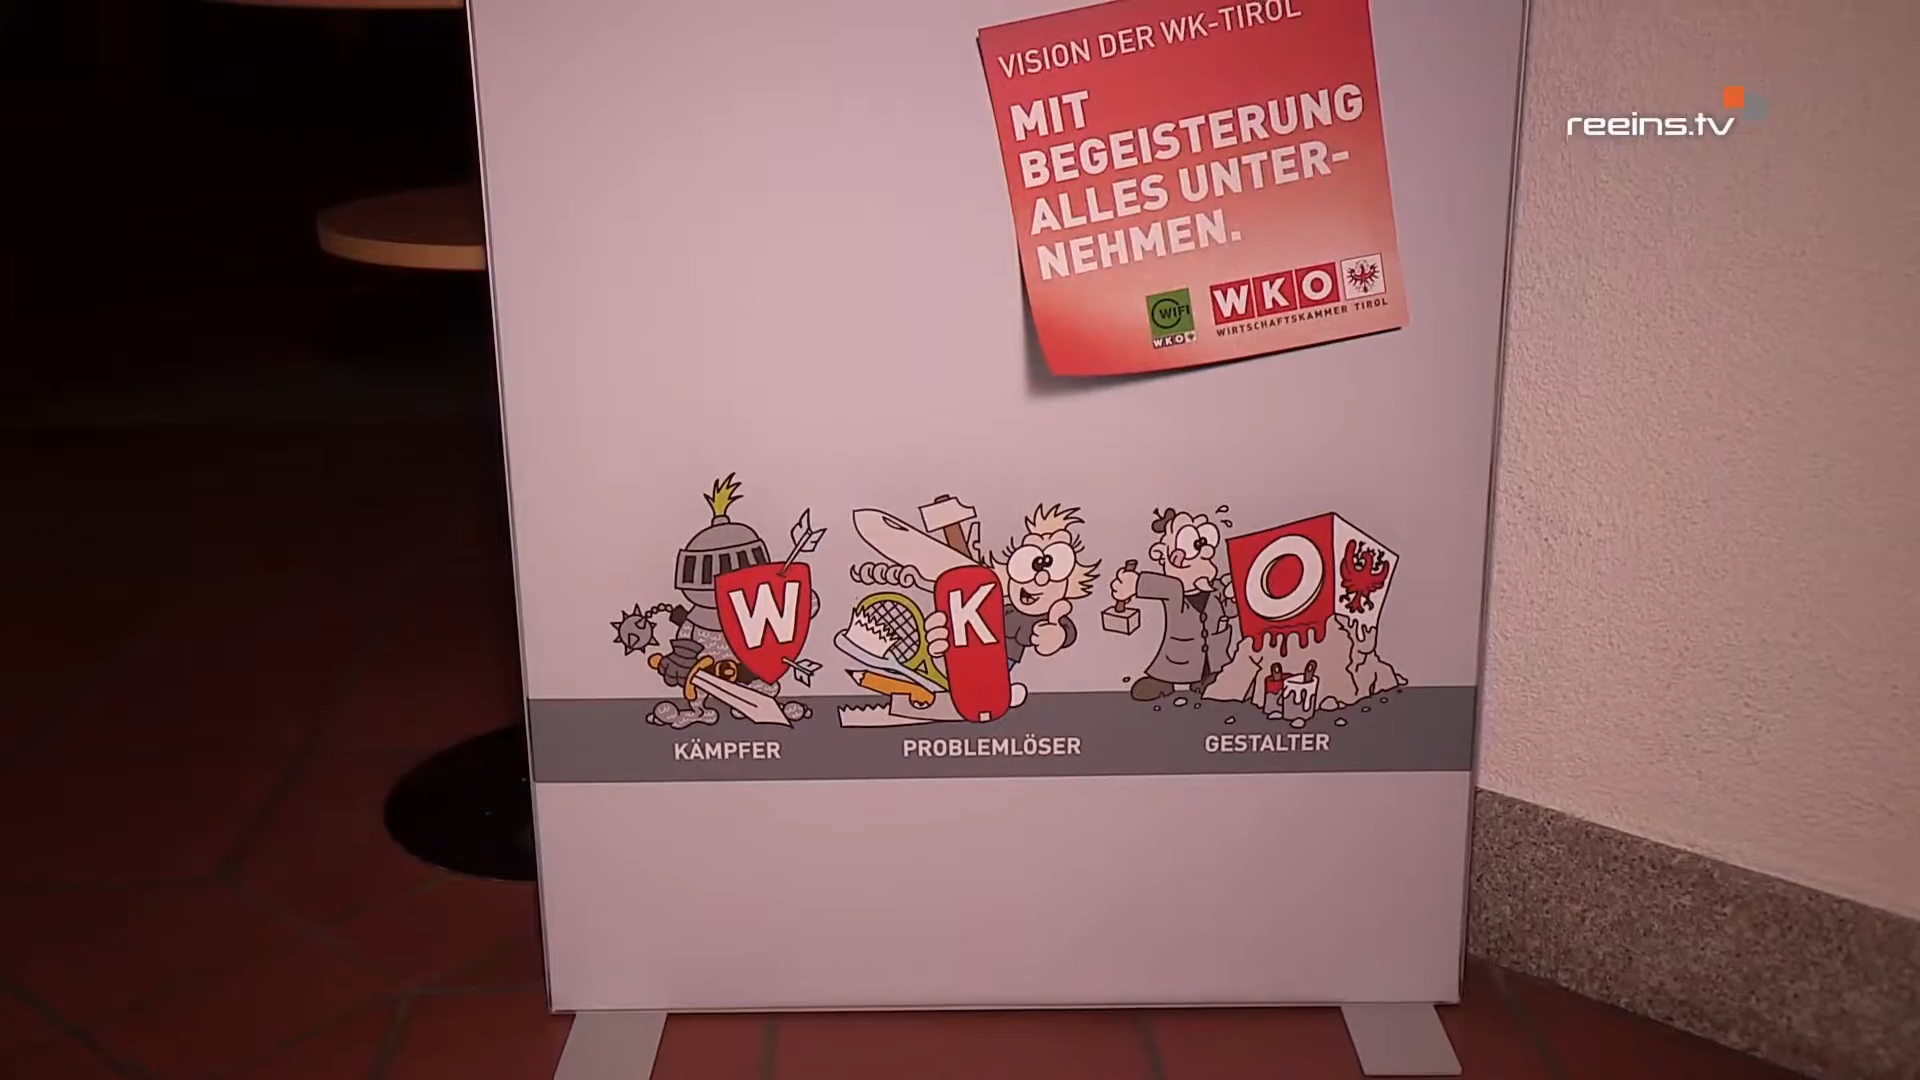 VISION DER WK-TIROL
MIT
BEGEISTERUNG
ALLES UNTER-
NEHMEN.
WIFI
WKO
WKO
WIRTSCHAFTSKAMMER TIROL
reeins.tv
W
K
O
KÄMPFER
PROBLEMLÖSER
GESTALTER